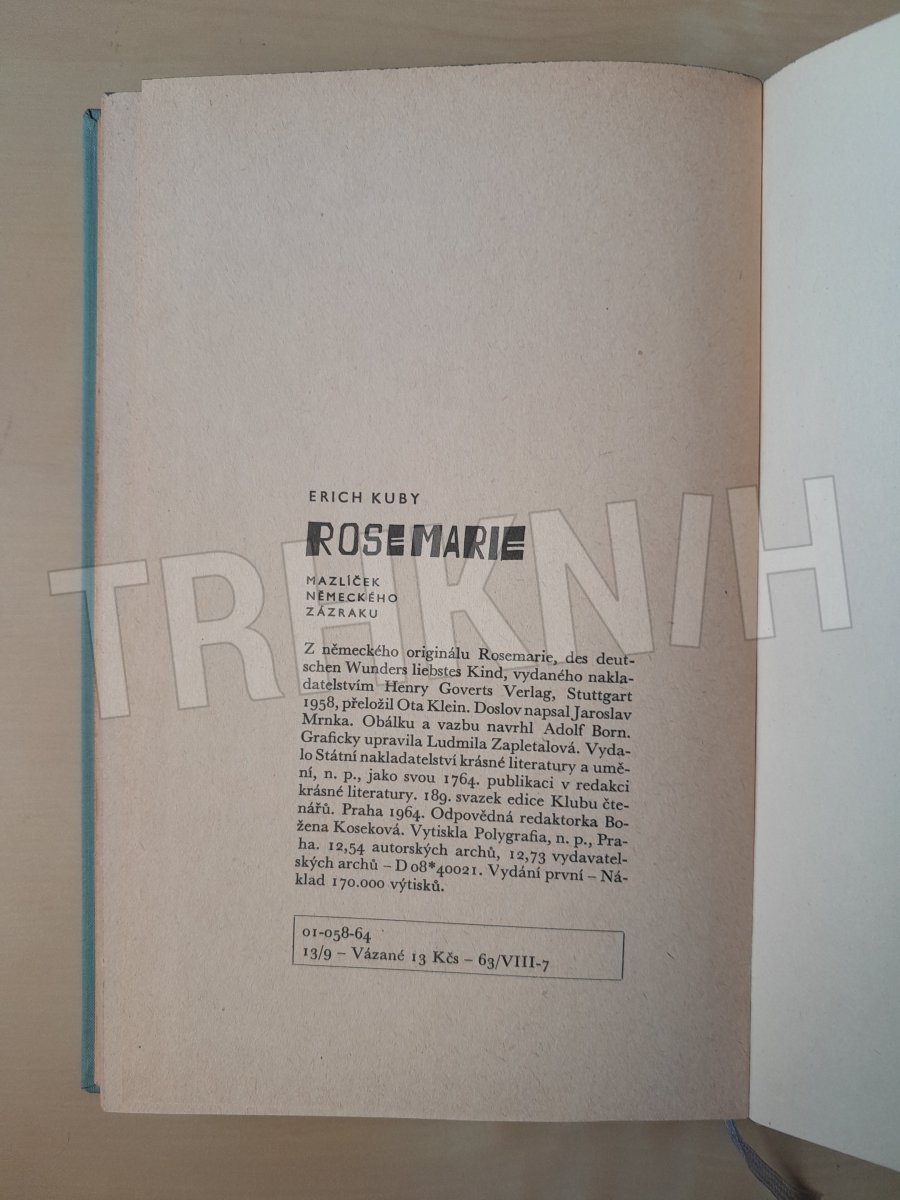 ERICH KUBY
ROSEMARIE
MAZLÍČEK
NĚMECKÉHO
ZÁZRAKU
Z německého originálu Rosemarie, des deut-
schen Wunders liebstes Kind, vydaného nakla-
datelstvím Henry Goverts Verlag, Stuttgart
1958, přeložil Ota Klein. Doslov napsal Jaroslav
Mrnka. Obálku a vazbu navrhl Adolf Born.
Graficky upravila Ludmila Zapletalová. Vyda-
lo Státní nakladatelství krásné literatury a umě-
ní, n. p., jako svou 1764. publikaci v redakci
krásné literatury. 189. svazek edice Klubu čte-
nářů. Praha 1964. Odpovědná redaktorka Bo-
žena Koseková. Vytiskla Polygrafia, n. p., Pra-
ha. 12,54 autorských archů, 12,73 vydavatel-
ských archů – D 08*40021. Vydání první – Ná-
klad 170.000 výtisků.
01-058-64
13/9 – Vázané 13 Kčs – 63/VIII-7
TRHKNIH